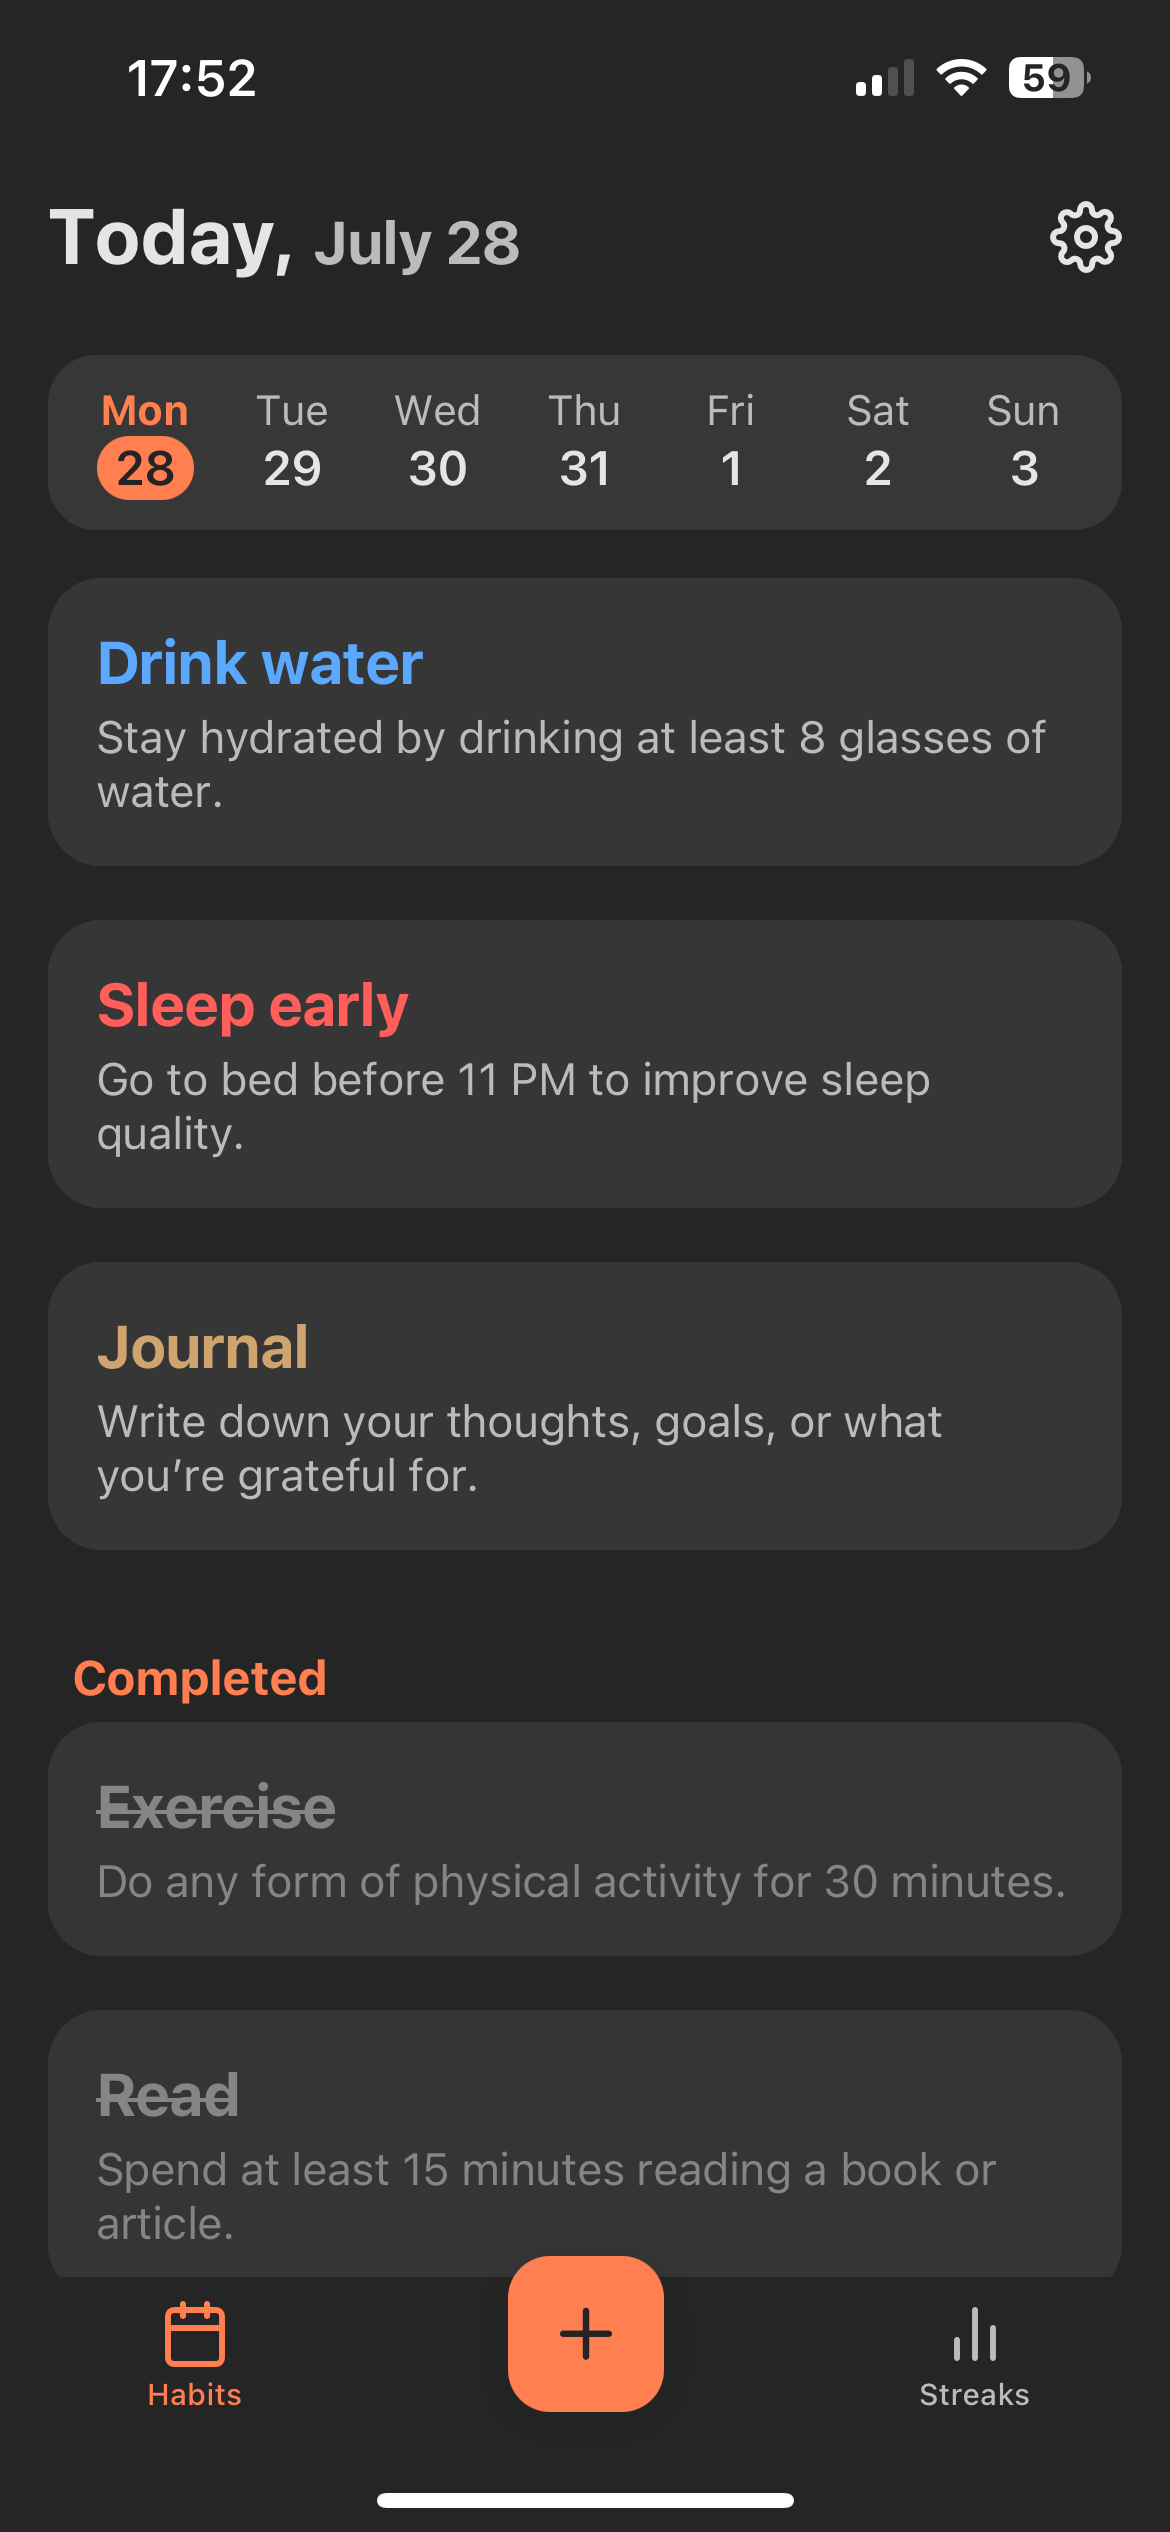 17:52
59
Today, July 28
Mon Tue Wed Thu Fri Sat Sun
28 29 30 31 1 2 3
Drink water
Stay hydrated by drinking at least 8 glasses of
water.
Sleep early
Go to bed before 11 PM to improve sleep
quality.
Journal
Write down your thoughts, goals, or what
you’re grateful for.
Completed
Exercise
Do any form of physical activity for 30 minutes.
Read
Spend at least 15 minutes reading a book or
article.
Habits
Streaks